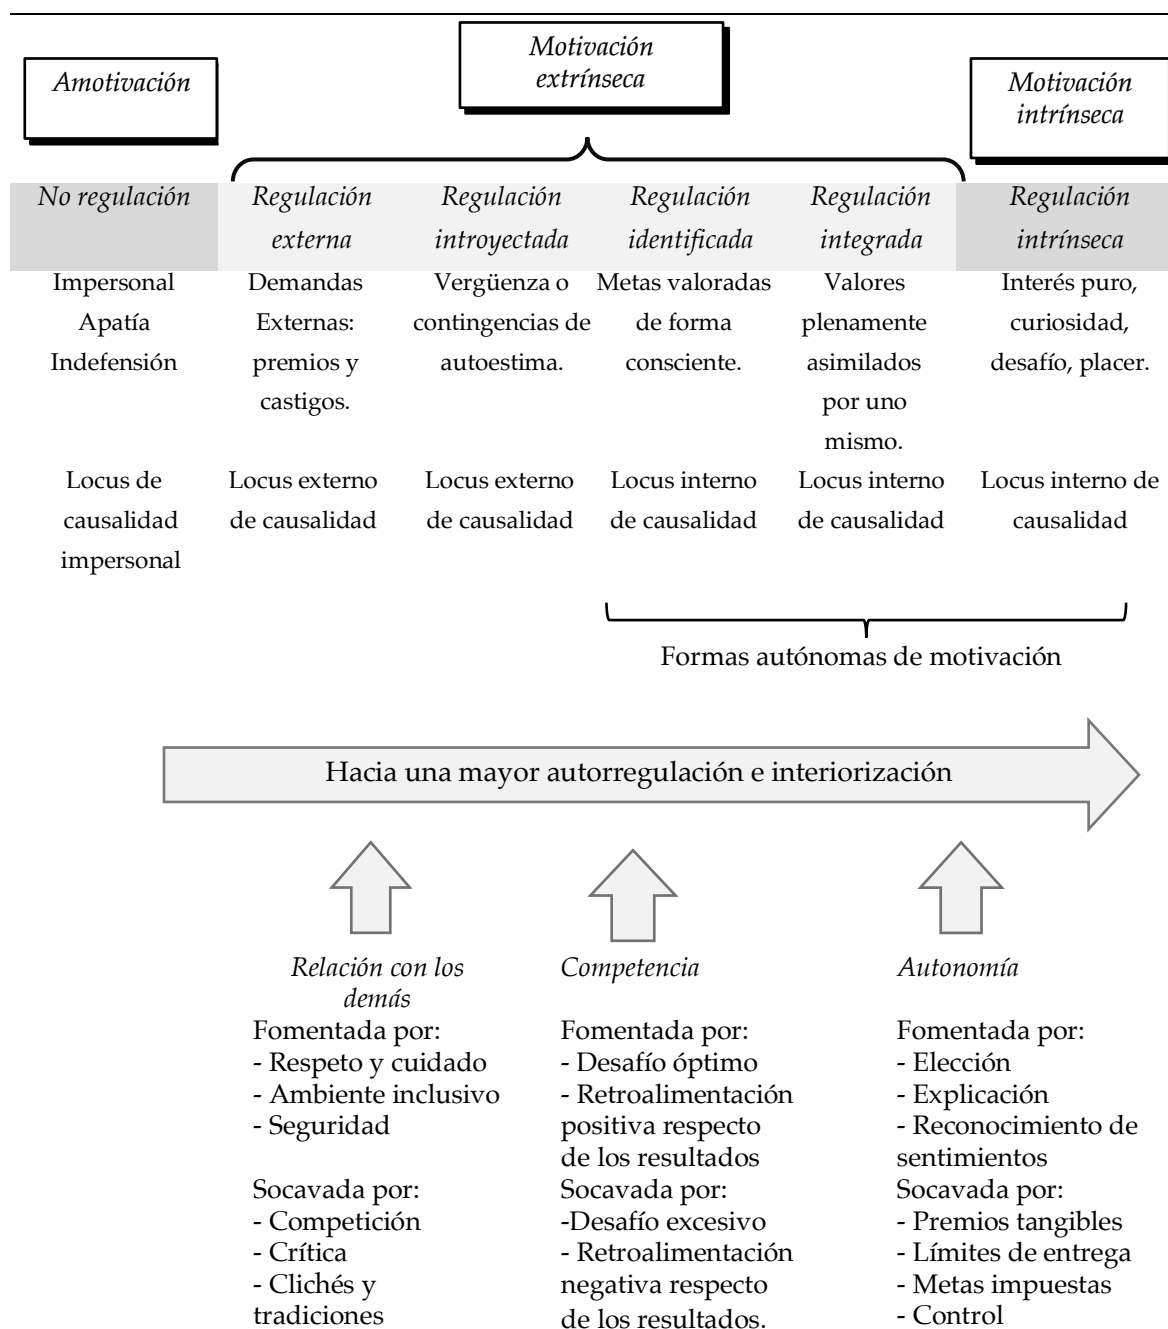 Amotivación
Motivación
extrínseca
Motivación
intrínseca
No regulación
Regulación
externa
Regulación
introyectada
Regulación
identificada
Regulación
integrada
Regulación
intrínseca
Impersonal
Apatía
Indefensión
Demandas
Externas:
premios y
castigos.
Vergüenza o
contingencias de
autoestima.
Metas valoradas
de forma
consciente.
Valores
plenamente
asimilados
por uno
mismo.
Interés puro,
curiosidad,
desafío, placer.
Locus de
causalidad
impersonal
Locus externo
de causalidad
Locus externo
de causalidad
Locus interno
de causalidad
Locus interno
de causalidad
Locus interno de
causalidad
Formas autónomas de motivación
Hacia una mayor autorregulación e interiorización
Relación con los
demás
Fomentada por:
- Respeto y cuidado
- Ambiente inclusivo
- Seguridad
Socavada por:
- Competición
- Crítica
- Clichés y
tradiciones
Competencia
Fomentada por:
- Desafío óptimo
- Retroalimentación
positiva respecto
de los resultados
Socavada por:
-Desafío excesivo
- Retroalimentación
negativa respecto
de los resultados.
Autonomía
Fomentada por:
- Elección
- Explicación
- Reconocimiento de
sentimientos
Socavada por:
- Premios tangibles
- Límites de entrega
- Metas impuestas
- Control